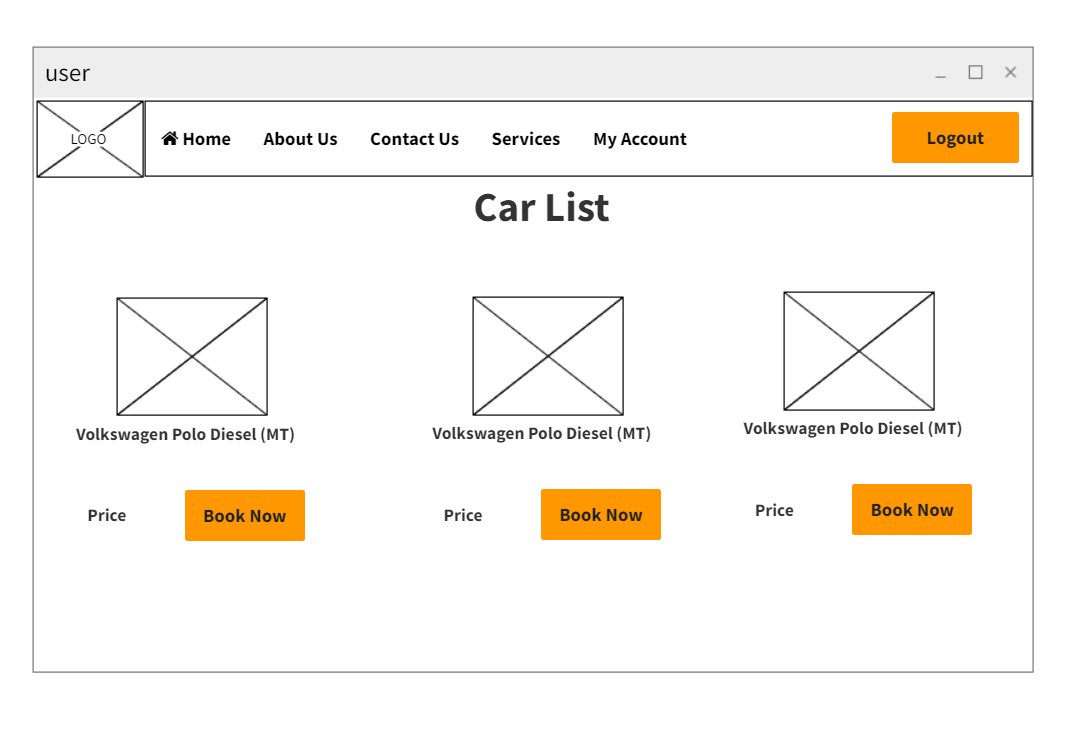 user
LOGO
Home About Us Contact Us Services My Account Logout
Car List
Volkswagen Polo Diesel (MT) Volkswagen Polo Diesel (MT) Volkswagen Polo Diesel (MT)
Price Book Now Price Book Now Price Book Now